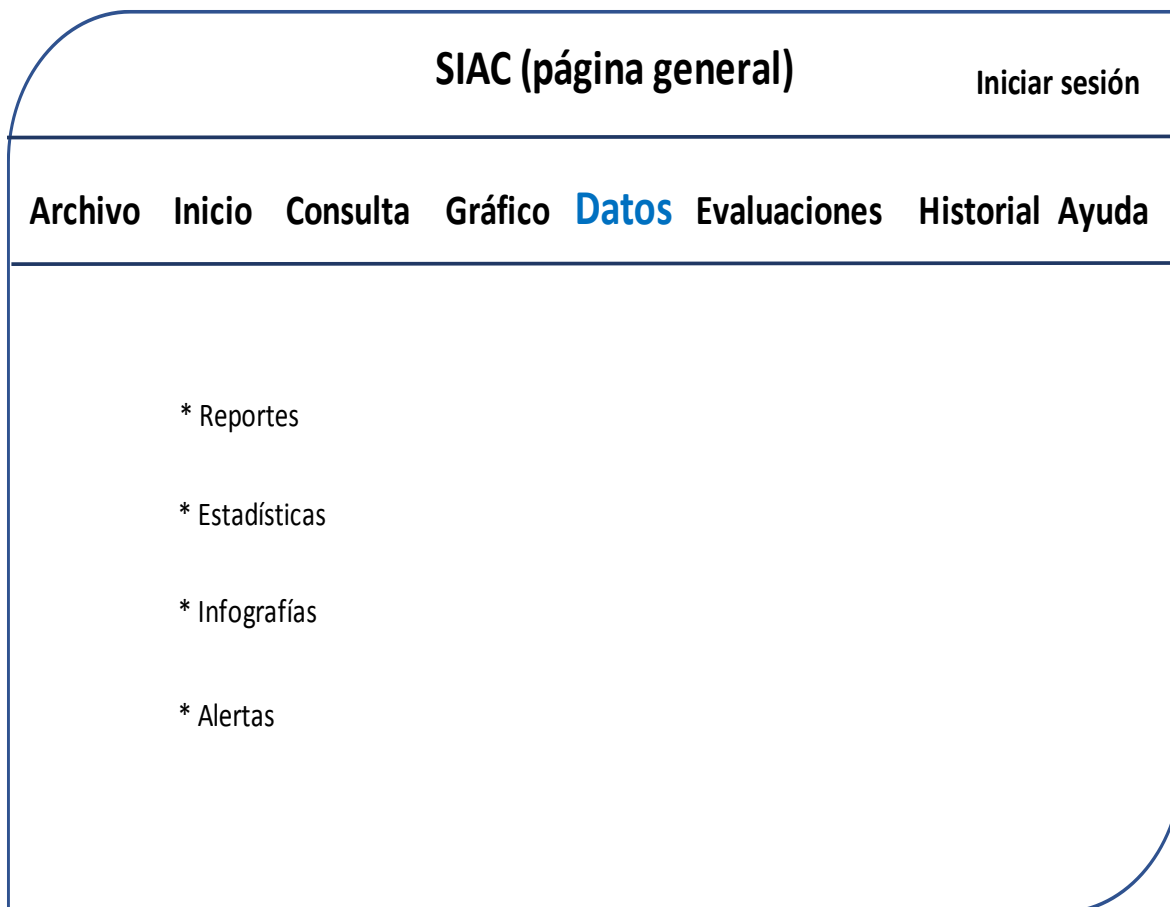 SIAC (página general)
Iniciar sesión
Archivo Inicio Consulta Gráfico Datos Evaluaciones Historial Ayuda
* Reportes
* Estadísticas
* Infografías
* Alertas